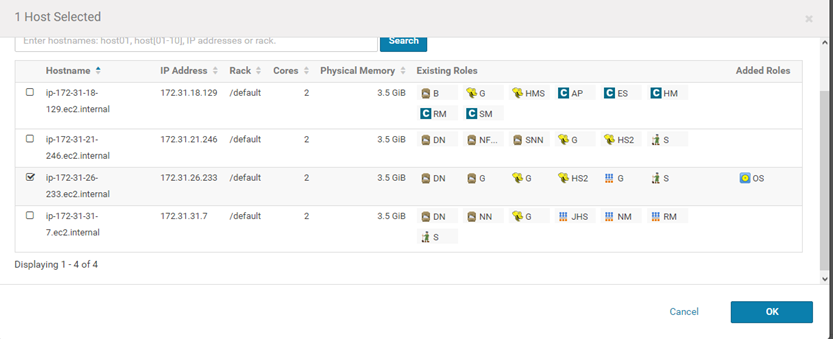 1 Host Selected
×
Enter hostnames: host01, host[01-10], IP addresses or rack.
Search
Hostname IP Address Rack Cores Physical Memory Existing Roles Added Roles
ip-172-31-18-129.ec2.internal 172.31.18.129 /default 2 3.5 GiB B G HMS AP ES HM
RM SM
ip-172-31-21-246.ec2.internal 172.31.21.246 /default 2 3.5 GiB DN NF... SNN G HS2 S
ip-172-31-26-233.ec2.internal 172.31.26.233 /default 2 3.5 GiB DN G G HS2 G S OS
ip-172-31-31-7.ec2.internal 172.31.31.7 /default 2 3.5 GiB DN NN G JHS NM RM
S
Displaying 1 - 4 of 4
Cancel OK